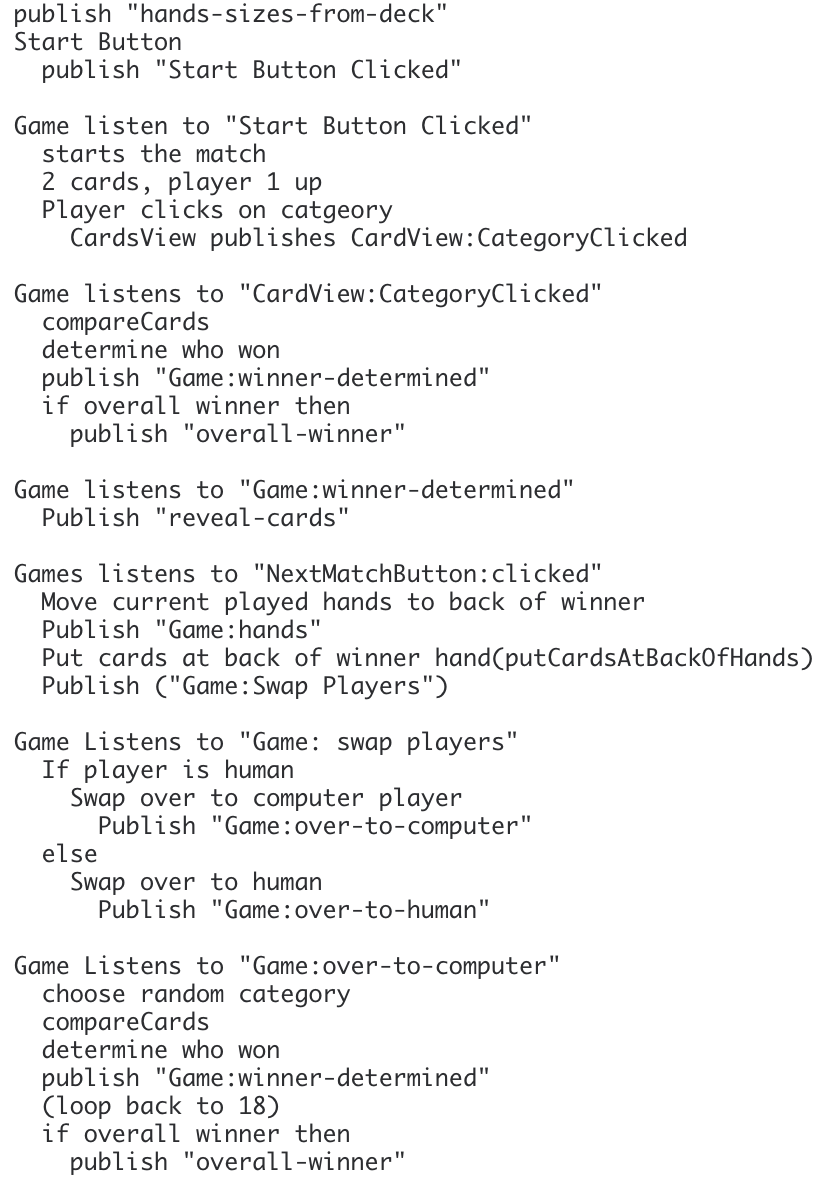 publish "hands-sizes-from-deck"
Start Button
publish "Start Button Clicked"
Game listen to "Start Button Clicked"
starts the match
2 cards, player 1 up
Player clicks on catgeory
CardsView publishes CardView:CategoryClicked
Game listens to "CardView:CategoryClicked"
compareCards
determine who won
publish "Game:winner-determined"
if overall winner then
publish "overall-winner"
Game listens to "Game:winner-determined"
Publish "reveal-cards"
Games listens to "NextMatchButton:clicked"
Move current played hands to back of winner
Publish "Game:hands"
Put cards at back of winner hand(putCardsAtBackOfHands)
Publish ("Game:Swap Players")
Game Listens to "Game: swap players"
If player is human
Swap over to computer player
Publish "Game:over-to-computer"
else
Swap over to human
Publish "Game:over-to-human"
Game Listens to "Game:over-to-computer"
choose random category
compareCards
determine who won
publish "Game:winner-determined"
(loop back to 18)
if overall winner then
publish "overall-winner"